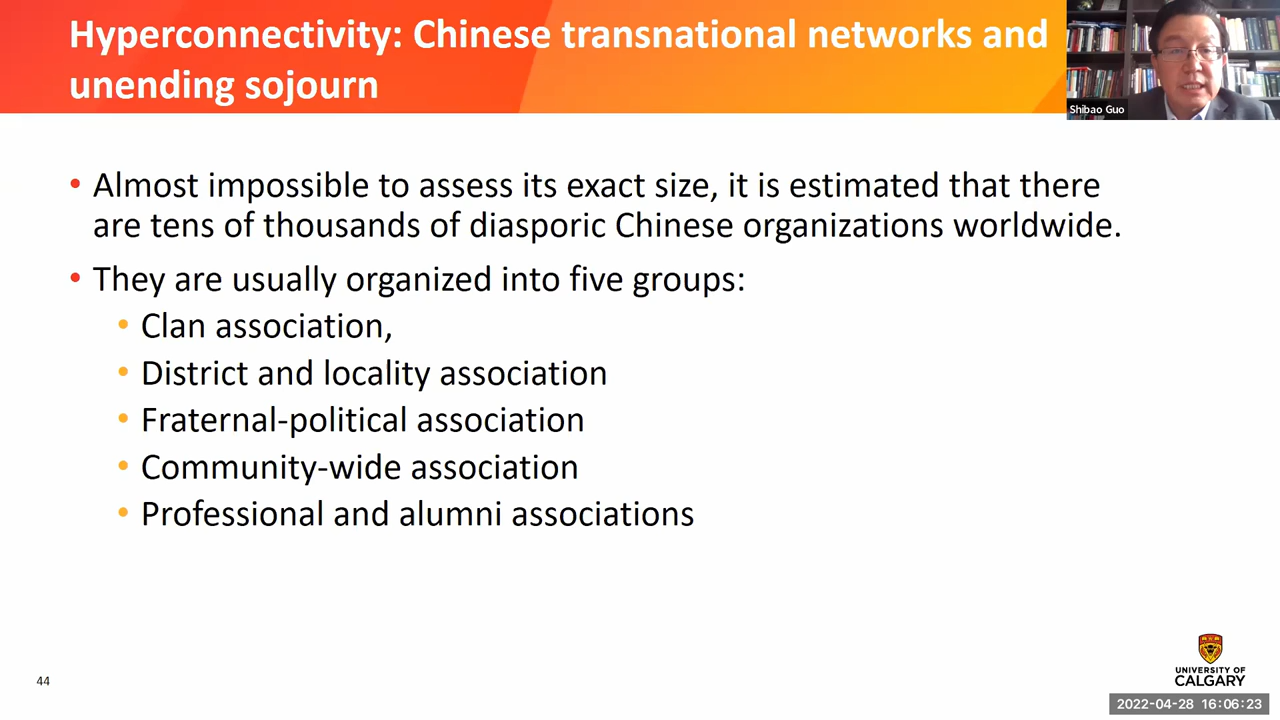 Hyperconnectivity: Chinese transnational networks and
unending sojourn
Shibao Guo
• Almost impossible to assess its exact size, it is estimated that there
are tens of thousands of diasporic Chinese organizations worldwide.
• They are usually organized into five groups:
• Clan association,
• District and locality association
• Fraternal-political association
• Community-wide association
• Professional and alumni associations
44
UNIVERSITY OF
CALGARY
2022-04-28 16:06:23